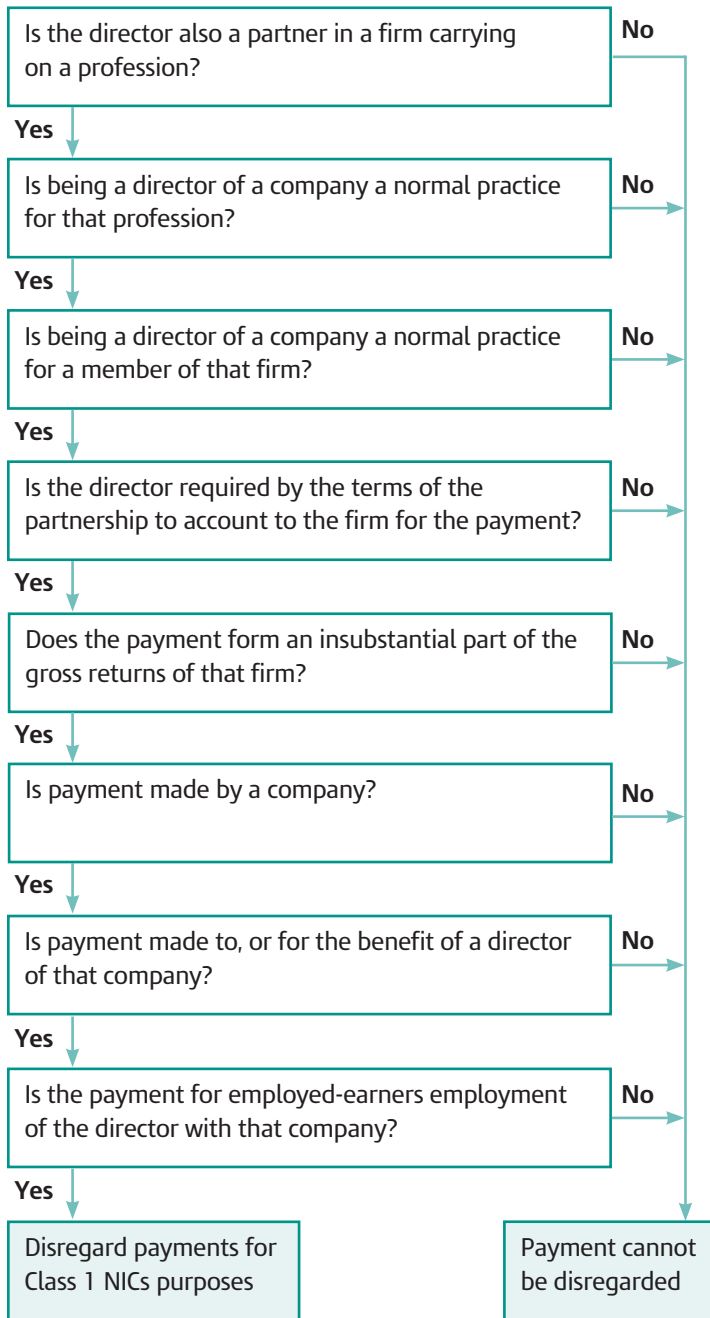 Is the director also a partner in a firm carrying
on a profession?
No
Yes
Is being a director of a company a normal practice
for that profession?
No
Yes
Is being a director of a company a normal practice
for a member of that firm?
No
Yes
Is the director required by the terms of the
partnership to account to the firm for the payment?
No
Yes
Does the payment form an insubstantial part of the
gross returns of that firm?
No
Yes
Is payment made by a company?
No
Yes
Is payment made to, or for the benefit of a director
of that company?
No
Yes
Is the payment for employed-earners employment
of the director with that company?
No
Yes
Disregard payments for
Class 1 NICs purposes
Payment cannot
be disregarded